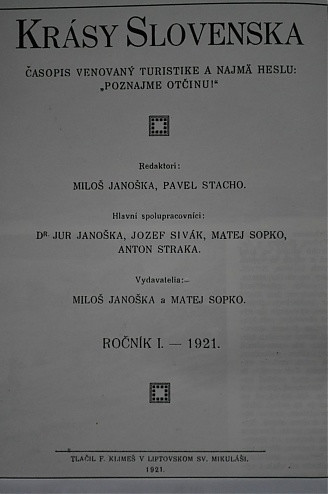 KRÁSY SLOVENSKA
ČASOPIS VENOVANÝ TURISTIKE A NAJMÄ HESLU:
„POZNAJME OTČINU!“
Redaktori:
MILOŠ JANOŠKA, PAVEL STACHO.
Hlavní spolupracovníci:
DR. JUR JANOŠKA, JOZEF SIVÁK, MATEJ SOPKO,
ANTON STRAKA.
Vydavatelia:—
MILOŠ JANOŠKA a MATEJ SOPKO.
ROČNÍK I. — 1921.
TLAČIL F. KLIMEŠ V LIPTOVSKOM SV. MIKULÁŠI.
1921.